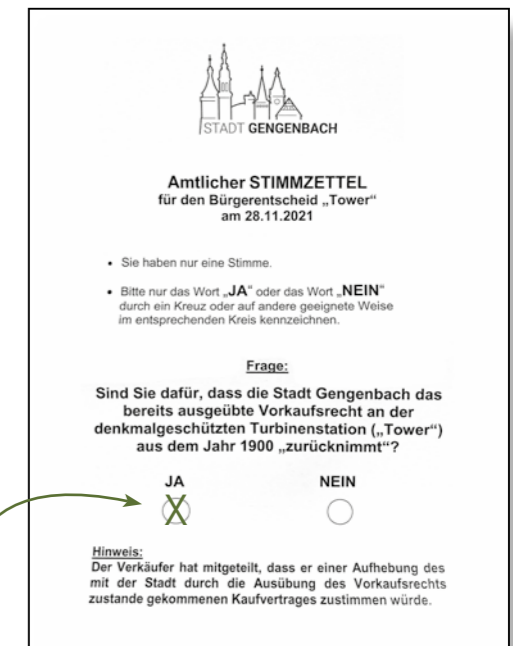 STADT GENGENBACH
Amtlicher STIMMZETTEL
für den Bürgerentscheid „Tower“
am 28.11.2021
• Sie haben nur eine Stimme.
• Bitte nur das Wort „JA“ oder das Wort „NEIN“
durch ein Kreuz oder auf andere geeignete Weise
im entsprechenden Kreis kennzeichnen.
Frage:
Sind Sie dafür, dass die Stadt Gengenbach das
bereits ausgeübte Vorkaufsrecht an der
denkmalgeschützten Turbinenstation („Tower“)
aus dem Jahr 1900 „zurücknimmt“?
JA NEIN
X
Hinweis:
Der Verkäufer hat mitgeteilt, dass er einer Aufhebung des
mit der Stadt durch die Ausübung des Vorkaufsrechts
zustande gekommenen Kaufvertrages zustimmen würde.